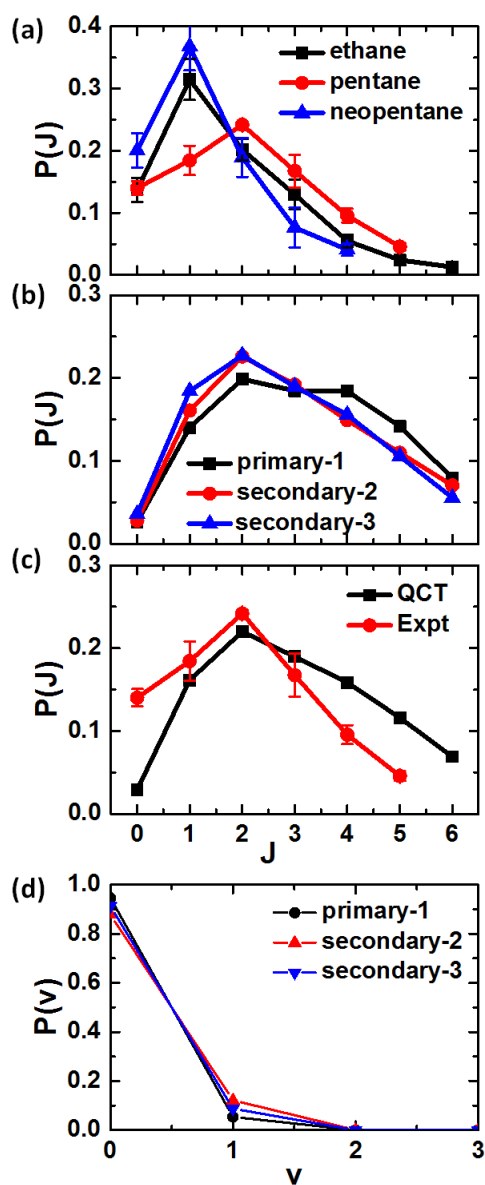 (a)
0.4
0.3
0.2
0.1
0.0
P(J)
ethane
pentane
neopentane
(b)
0.3
0.2
0.1
0.0
P(J)
primary-1
secondary-2
secondary-3
(c)
0.3
0.2
0.1
0.0
P(J)
QCT
Expt
0 1 2 3 4 5 6
J
(d)
1.0
0.8
0.6
0.4
0.2
0.0
P(v)
primary-1
secondary-2
secondary-3
0 1 2 3
v